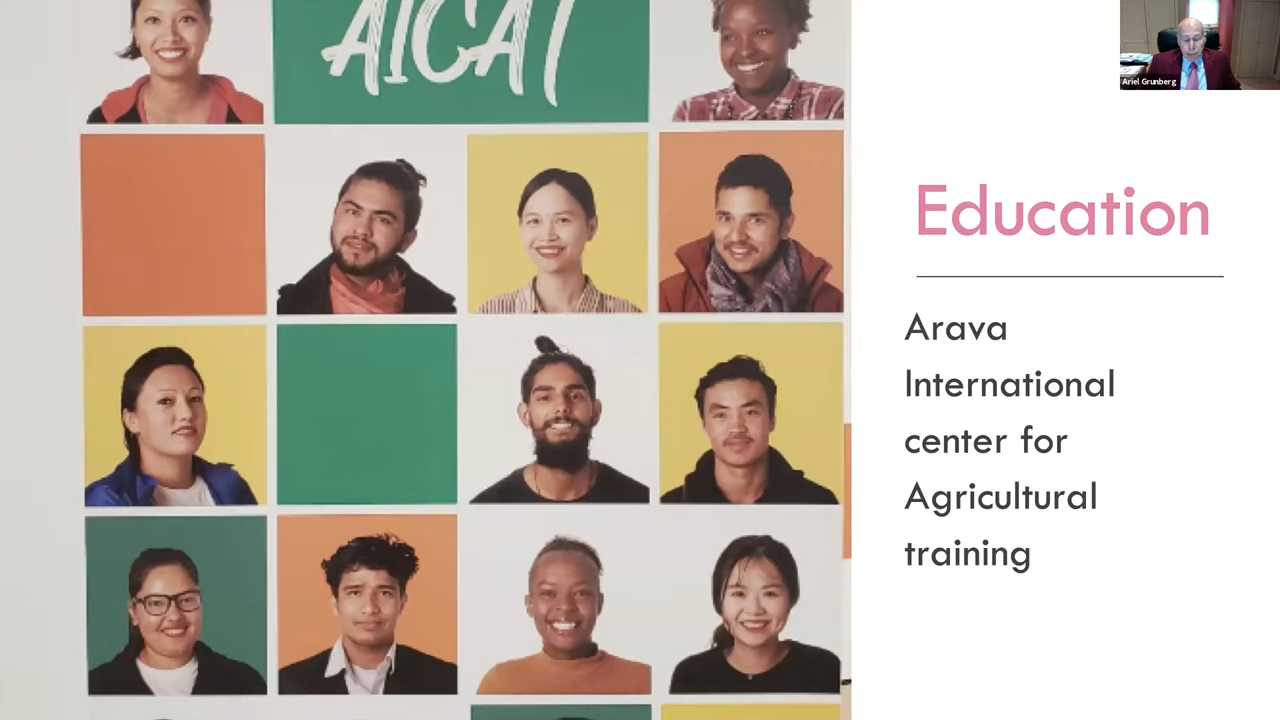 AICAT
Ariel Grunberg
Education
Arava
International
center for
Agricultural
training